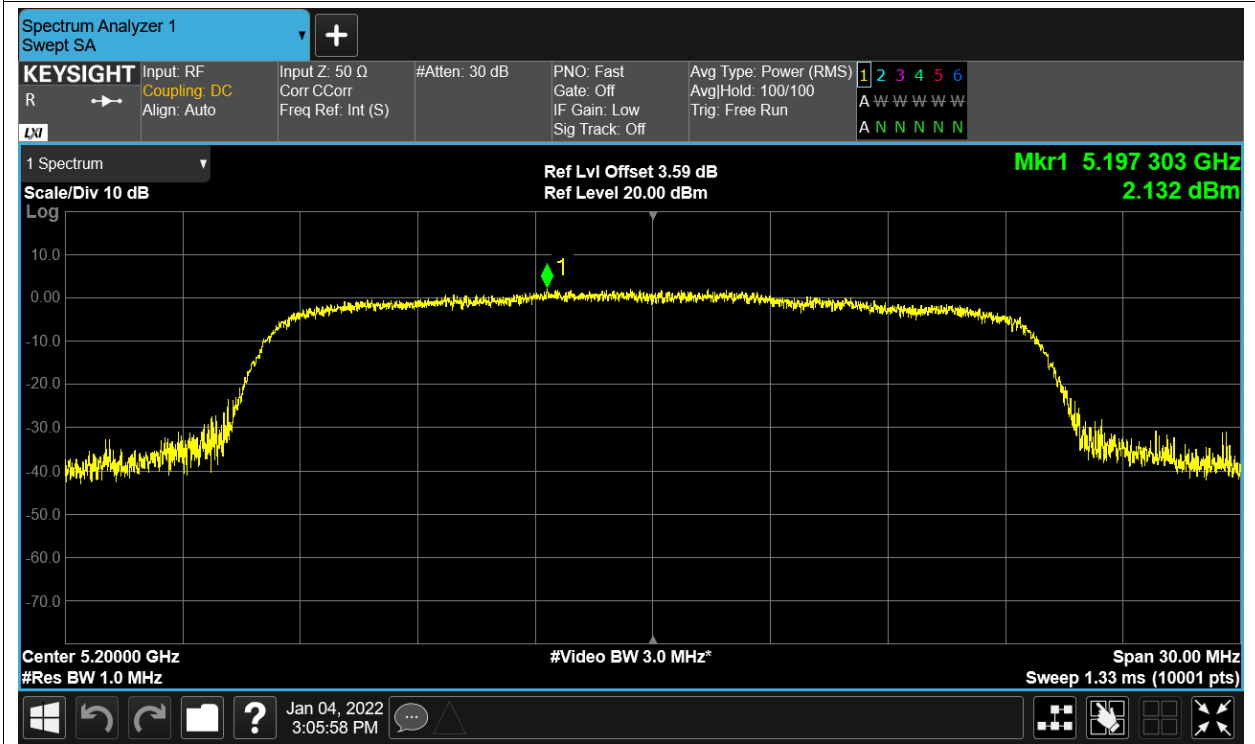 Spectrum Analyzer 1
Swept SA
KEYSIGHT
R
LXI
Input: RF
Coupling: DC
Align: Auto
Input Z: 50 Ω
Corr CCorr
Freq Ref: Int (S)
#Atten: 30 dB
PNO: Fast
Gate: Off
IF Gain: Low
Sig Track: Off
Avg Type: Power (RMS)
Avg|Hold: 100/100
Trig: Free Run
1 2 3 4 5 6
A W W W W W
A N N N N N
1 Spectrum
Scale/Div 10 dB
Log
Ref Lvl Offset 3.59 dB
Ref Level 20.00 dBm
Mkr1 5.197 303 GHz
2.132 dBm
10.0
1
0.00
-10.0
-20.0
-30.0
-40.0
-50.0
-60.0
-70.0
Center 5.20000 GHz
#Res BW 1.0 MHz
#Video BW 3.0 MHz*
Span 30.00 MHz
Sweep 1.33 ms (10001 pts)
?
Jan 04, 2022
3:05:58 PM